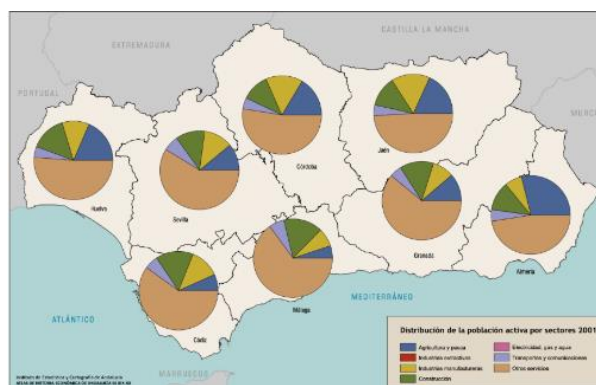 EXTREMADURA
CASTILLA LA MANCHA
PORTUGAL
MURCIA
Córdoba
Jaén
Huelva
Sevilla
Granada
Almería
Málaga
Cádiz
ATLÁNTICO
MEDITERRÁNEO
MARRUECOS
Distribución de la población activa por sectores 2001
Agricultura y pesca
Industrias extractivas
Industrias manufactureras
Construcción
Electricidad, gas y agua
Transportes y comunicaciones
Otros servicios
Instituto de Estadística y Cartografía de Andalucía